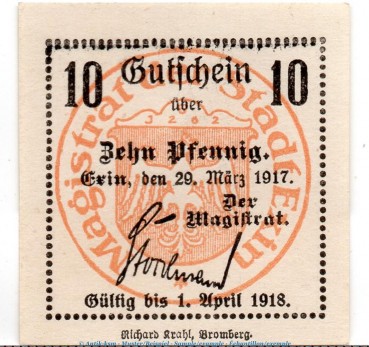 10 Gutschein 10
über
Zehn Pfennig.
Exin, den 29. März 1917.
Der
Magistrat.
Gültig bis 1. April 1918.
Richard Krahl, Bromberg.
Magistrat der Stadt Exin
1262